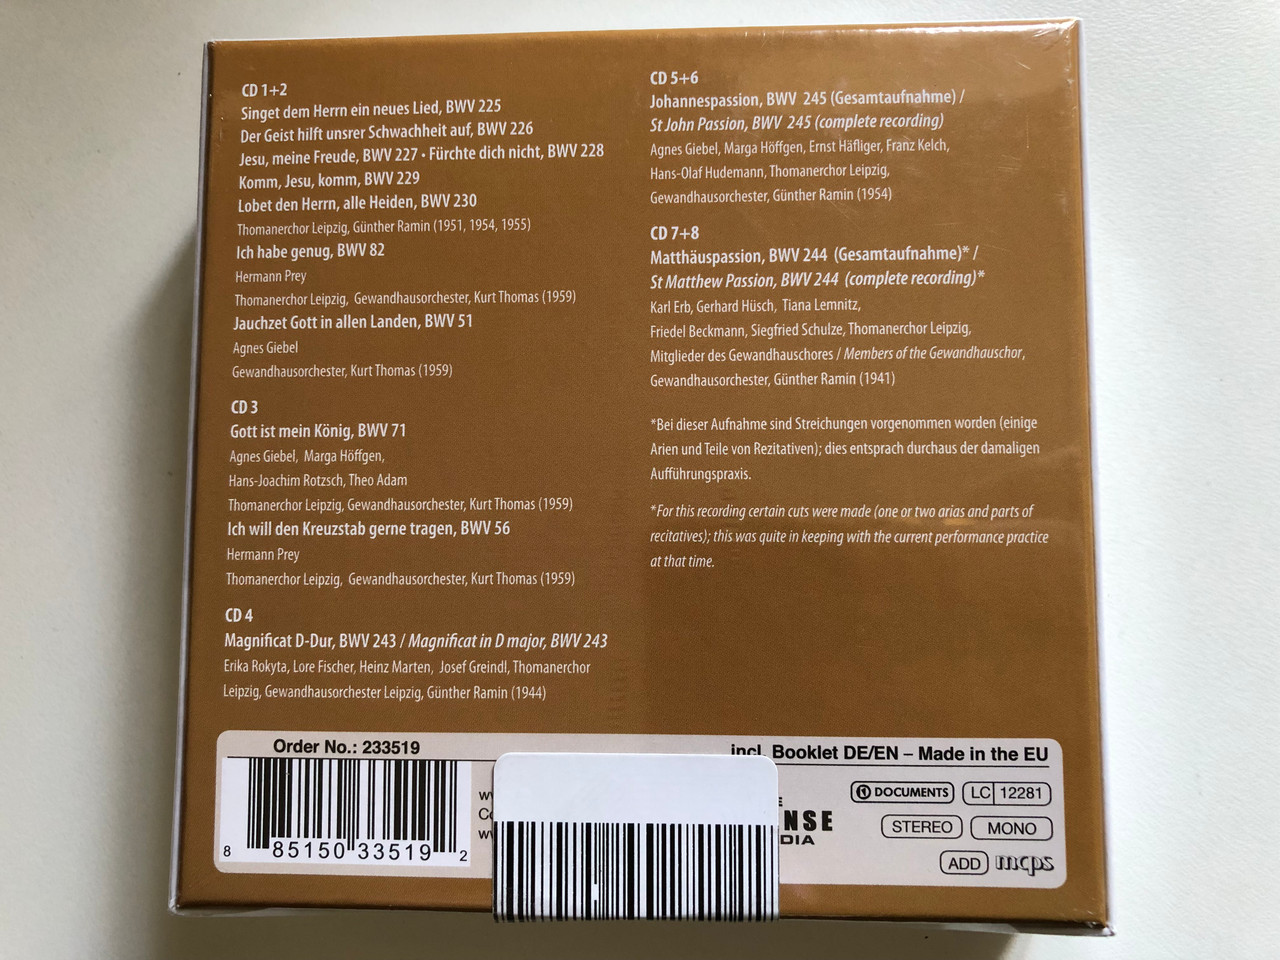 CD 1+2
Singet dem Herrn ein neues Lied, BWV 225
Der Geist hilft unsrer Schwachheit auf, BWV 226
Jesu, meine Freude, BWV 227 • Fürchte dich nicht, BWV 228
Komm, Jesu, komm, BWV 229
Lobet den Herrn, alle Heiden, BWV 230
Thomanerchor Leipzig, Günther Ramin (1951, 1954, 1955)
Ich habe genug, BWV 82
Hermann Prey
Thomanerchor Leipzig, Gewandhausorchester, Kurt Thomas (1959)
Jauchzet Gott in allen Landen, BWV 51
Agnes Giebel
Gewandhausorchester, Kurt Thomas (1959)
CD 3
Gott ist mein König, BWV 71
Agnes Giebel, Marga Höffgen,
Hans-Joachim Rotzsch, Theo Adam
Thomanerchor Leipzig, Gewandhausorchester, Kurt Thomas (1959)
Ich will den Kreuzstab gerne tragen, BWV 56
Hermann Prey
Thomanerchor Leipzig, Gewandhausorchester, Kurt Thomas (1959)
CD 4
Magnificat D-Dur, BWV 243 / Magnificat in D major, BWV 243
Erika Rokyta, Lore Fischer, Heinz Marten, Josef Greindl, Thomanerchor
Leipzig, Gewandhausorchester Leipzig, Günther Ramin (1944)
CD 5+6
Johannespassion, BWV 245 (Gesamtaufnahme) /
St John Passion, BWV 245 (complete recording)
Agnes Giebel, Marga Höffgen, Ernst Häfliger, Franz Kelch,
Hans-Olaf Hudemann, Thomanerchor Leipzig,
Gewandhausorchester, Günther Ramin (1954)
CD 7+8
Matthäuspassion, BWV 244 (Gesamtaufnahme)* /
St Matthew Passion, BWV 244 (complete recording)*
Karl Erb, Gerhard Hüsch, Tiana Lemnitz,
Friedel Beckmann, Siegfried Schulze, Thomanerchor Leipzig,
Mitglieder des Gewandhauschores / Members of the Gewandhauschor,
Gewandhausorchester, Günther Ramin (1941)
*Bei dieser Aufnahme sind Streichungen vorgenommen worden (einige
Arien und Teile von Rezitativen); dies entsprach durchaus der damaligen
Aufführungspraxis.
*For this recording certain cuts were made (one or two arias and parts of
recitatives); this was quite in keeping with the current performance practice
at that time.
Order No.: 233519
incl. Booklet DE/EN – Made in the EU
8 85150 33519 2
DOCUMENTS
LC 12281
STEREO
MONO
ADD
mcps